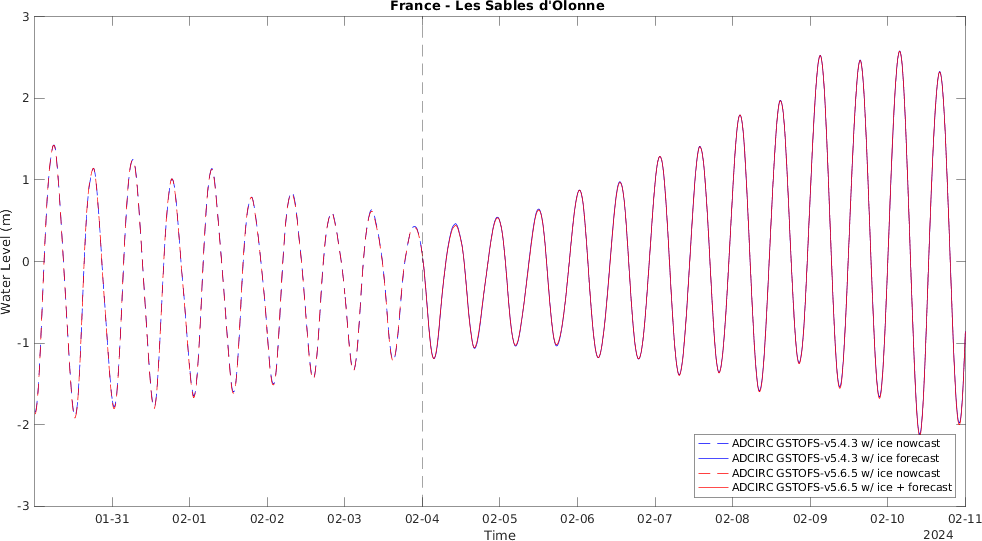 France - Les Sables d'Olonne
3
2
1
0
-1
-2
-3
Water Level (m)
ADCIRC GSTOFS-v5.4.3 w/ ice nowcast
ADCIRC GSTOFS-v5.4.3 w/ ice forecast
ADCIRC GSTOFS-v5.6.5 w/ ice nowcast
ADCIRC GSTOFS-v5.6.5 w/ ice + forecast
01-31 02-01 02-02 02-03 02-04 02-05 02-06 02-07 02-08 02-09 02-10 02-11
Time
2024